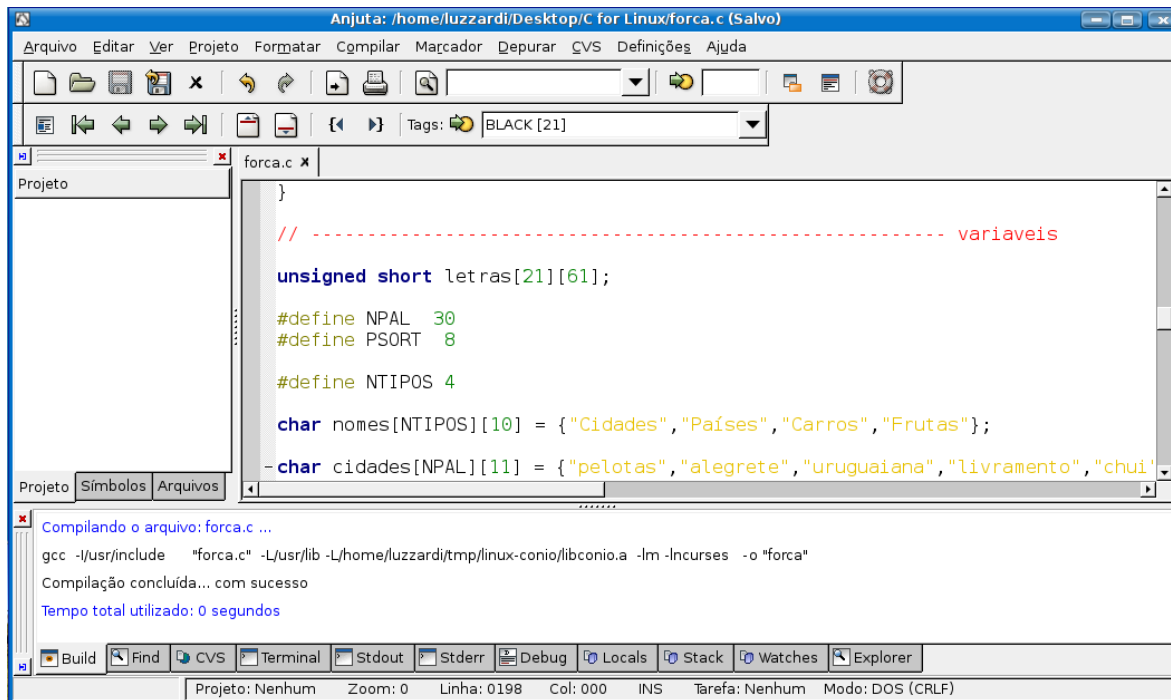 Anjuta: /home/luzzardi/Desktop/C for Linux/forca.c (Salvo)
Arquivo Editar Ver Projeto Formatar Compilar Marcador Depurar CVS Definições Ajuda
Tags: BLACK [21]
forca.c
Projeto
}
// --------------------------------------------------------- variaveis
unsigned short letras[21][61];
#define NPAL  30
#define PSORT  8
#define NTIPOS 4
char nomes[NTIPOS][10] = {"Cidades","Países","Carros","Frutas"};
char cidades[NPAL][11] = {"pelotas","alegrete","uruguaiana","livramento","chui"
Projeto Símbolos Arquivos
Compilando o arquivo: forca.c ...
gcc -I/usr/include "forca.c" -L/usr/lib -L/home/luzzardi/tmp/linux-conio/libconio.a -lm -lncurses -o "forca"
Compilação concluída... com sucesso
Tempo total utilizado: 0 segundos
Build Find CVS Terminal Stdout Stderr Debug Locals Stack Watches Explorer
Projeto: Nenhum Zoom: 0 Linha: 0198 Col: 000 INS Tarefa: Nenhum Modo: DOS (CRLF)